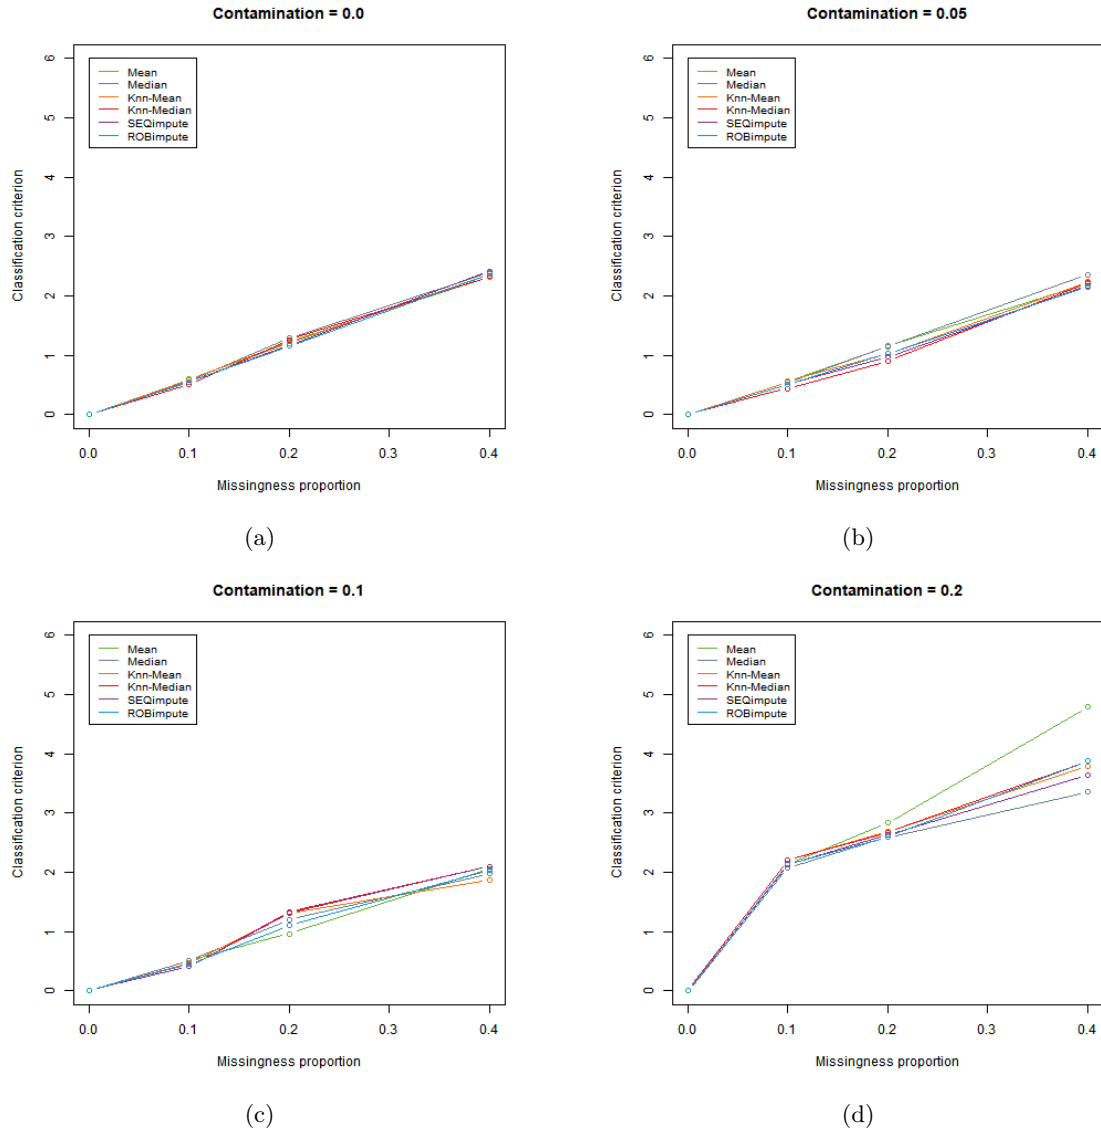 Contamination = 0.0
6
5
4
3
2
1
0
Classification criterion
Mean
Median
Knn-Mean
Knn-Median
SEQimpute
ROBimpute
0.0 0.1 0.2 0.3 0.4
Missingness proportion
(a)
Contamination = 0.05
6
5
4
3
2
1
0
Classification criterion
Mean
Median
Knn-Mean
Knn-Median
SEQimpute
ROBimpute
0.0 0.1 0.2 0.3 0.4
Missingness proportion
(b)
Contamination = 0.1
6
5
4
3
2
1
0
Classification criterion
Mean
Median
Knn-Mean
Knn-Median
SEQimpute
ROBimpute
0.0 0.1 0.2 0.3 0.4
Missingness proportion
(c)
Contamination = 0.2
6
5
4
3
2
1
0
Classification criterion
Mean
Median
Knn-Mean
Knn-Median
SEQimpute
ROBimpute
0.0 0.1 0.2 0.3 0.4
Missingness proportion
(d)